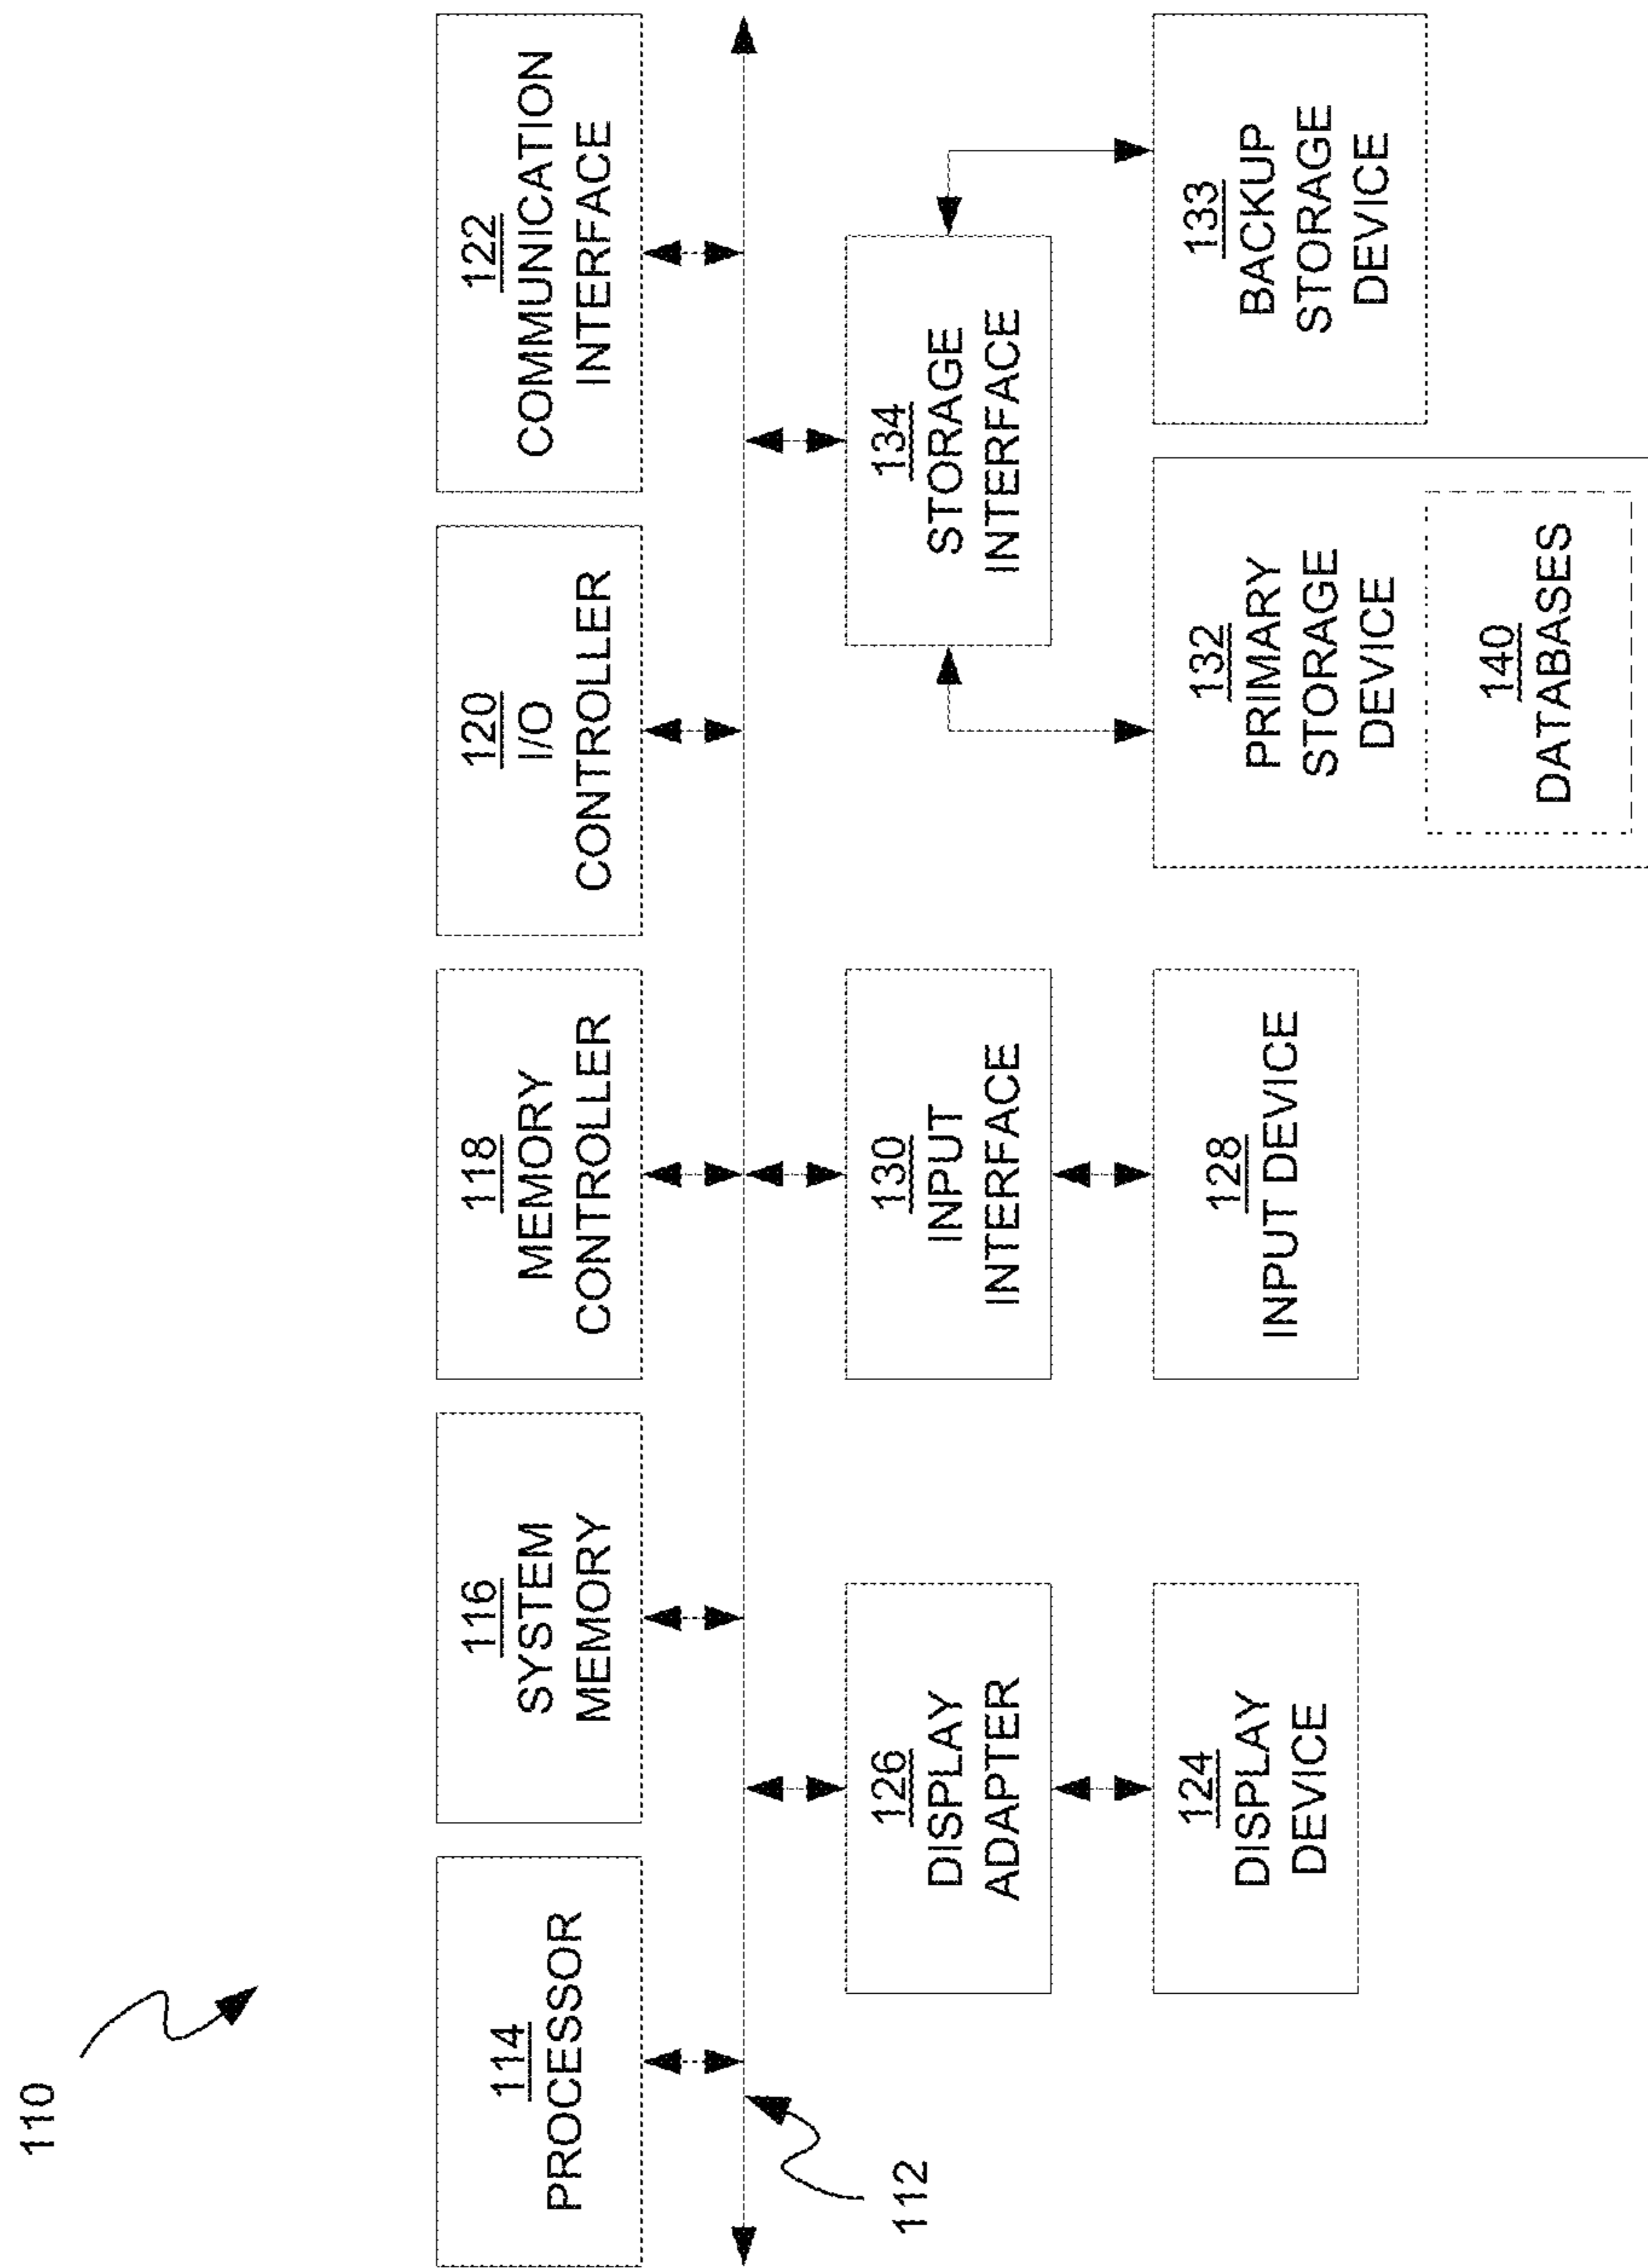 110
114
PROCESSOR
116
SYSTEM
MEMORY
118
MEMORY
CONTROLLER
120
I/O
CONTROLLER
122
COMMUNICATION
INTERFACE
112
126
DISPLAY
ADAPTER
130
INPUT
INTERFACE
134
STORAGE
INTERFACE
124
DISPLAY
DEVICE
128
INPUT DEVICE
132
PRIMARY
STORAGE
DEVICE
140
DATABASES
133
BACKUP
STORAGE
DEVICE